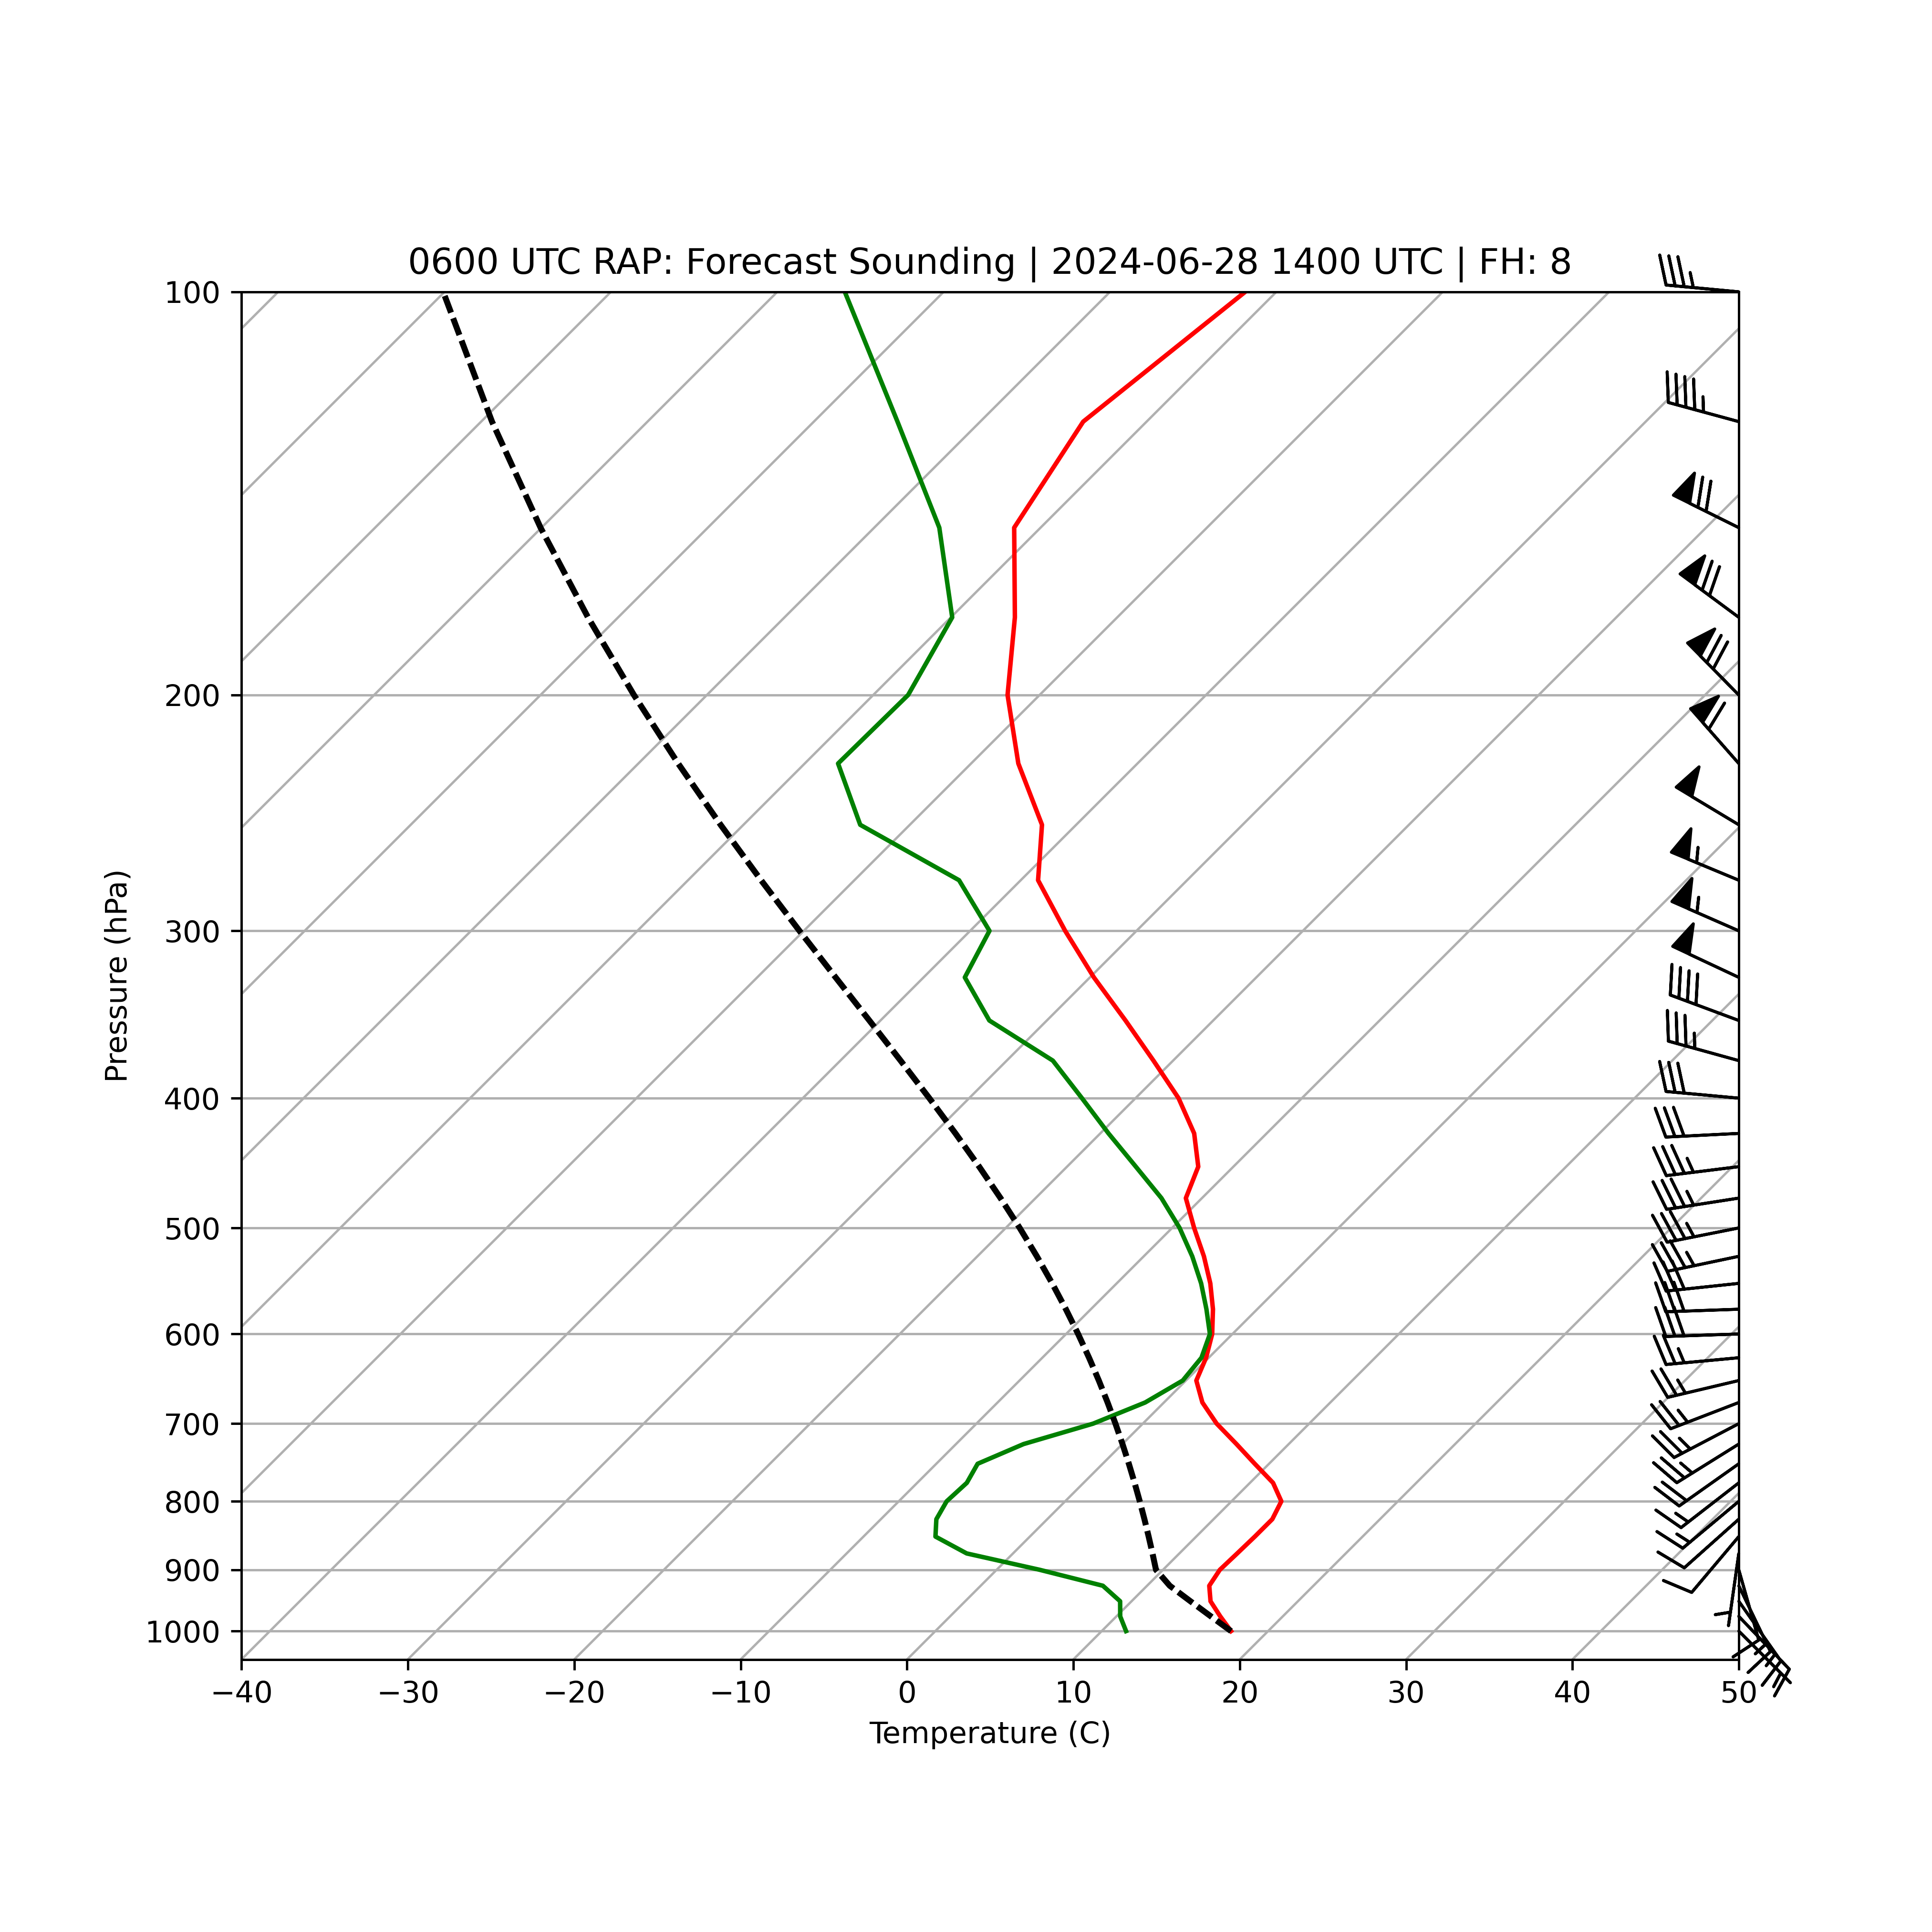 0600 UTC RAP: Forecast Sounding | 2024-06-28 1400 UTC | FH: 8
100
200
300
400
500
600
700
800
900
1000
Pressure (hPa)
−40 −30 −20 −10 0 10 20 30 40 50
Temperature (C)